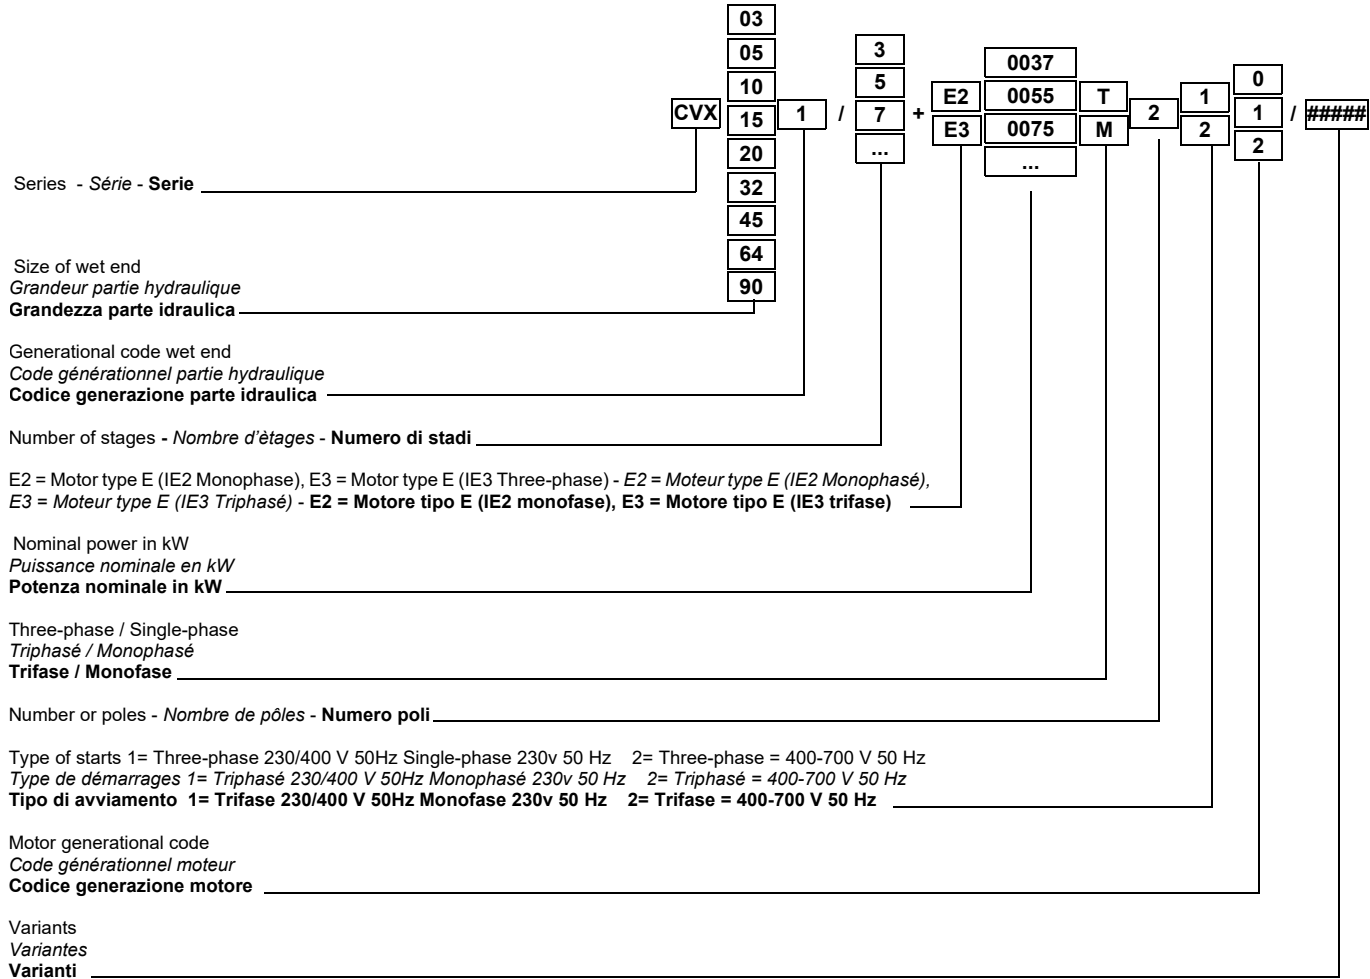 03
05
10
15
20
32
45
64
90
3
5
7
...
0037
0055
0075
...
0
1
2
CVX 1 / + E2 T 2 1 / #####
E3 M 2
Series - Série - Serie
Size of wet end
Grandeur partie hydraulique
Grandezza parte idraulica
Generational code wet end
Code générationnel partie hydraulique
Codice generazione parte idraulica
Number of stages - Nombre d'ètages - Numero di stadi
E2 = Motor type E (IE2 Monophase), E3 = Motor type E (IE3 Three-phase) - E2 = Moteur type E (IE2 Monophasé),
E3 = Moteur type E (IE3 Triphasé) - E2 = Motore tipo E (IE2 monofase), E3 = Motore tipo E (IE3 trifase)
Nominal power in kW
Puissance nominale en kW
Potenza nominale in kW
Three-phase / Single-phase
Triphasé / Monophasé
Trifase / Monofase
Number or poles - Nombre de pôles - Numero poli
Type of starts 1= Three-phase 230/400 V 50Hz Single-phase 230v 50 Hz 2= Three-phase = 400-700 V 50 Hz
Type de démarrages 1= Triphasé 230/400 V 50Hz Monophasé 230v 50 Hz 2= Triphasé = 400-700 V 50 Hz
Tipo di avviamento 1= Trifase 230/400 V 50Hz Monofase 230v 50 Hz 2= Trifase = 400-700 V 50 Hz
Motor generational code
Code générationnel moteur
Codice generazione motore
Variants
Variantes
Varianti